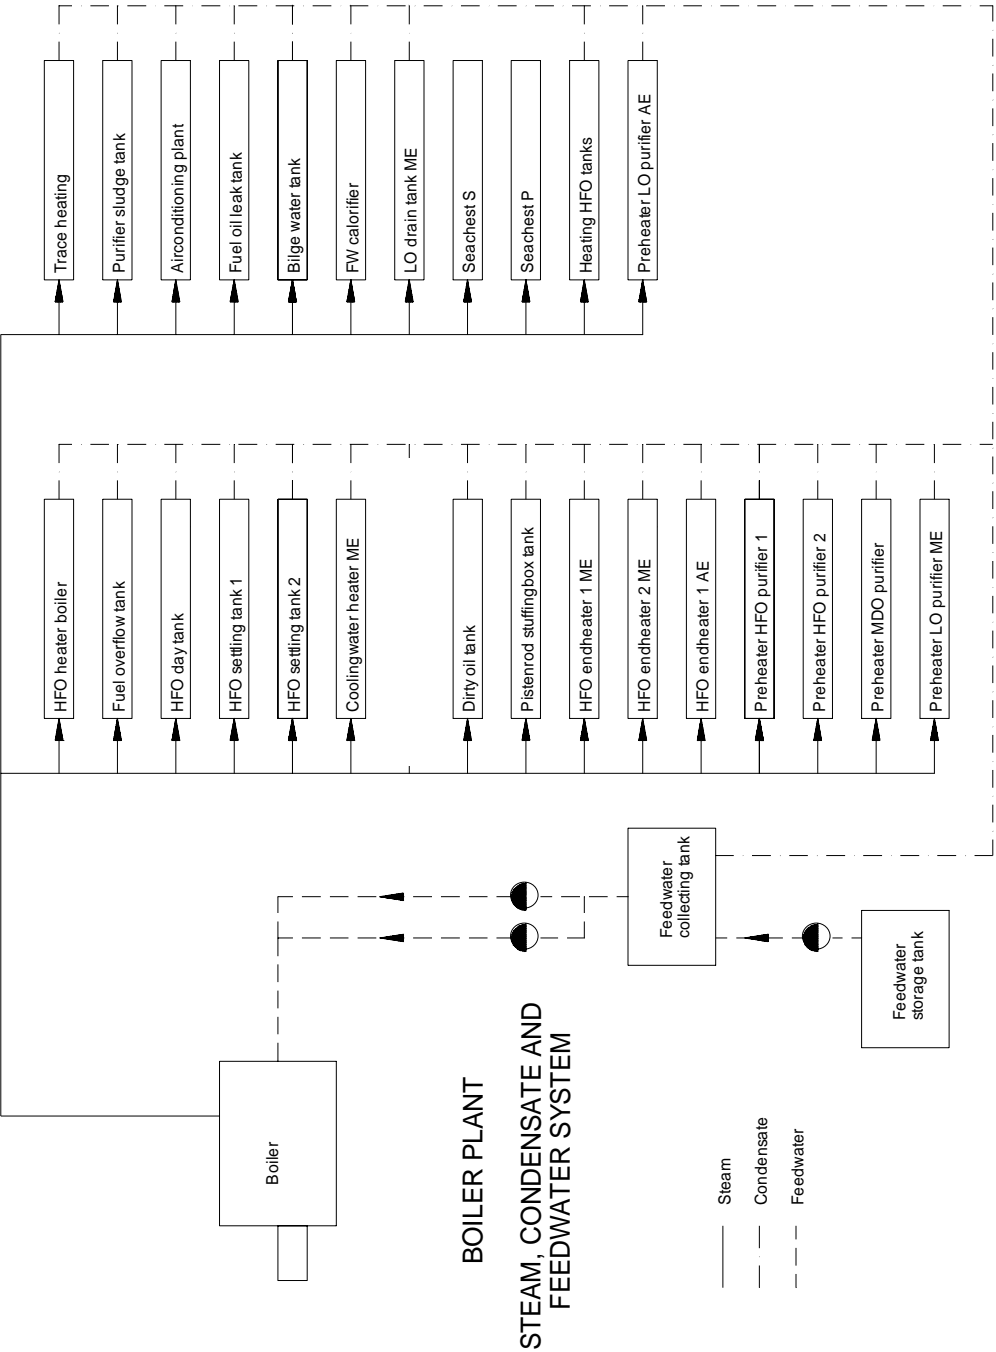 BOILER PLANT
STEAM, CONDENSATE AND
FEEDWATER SYSTEM
Steam
Condensate
Feedwater
Boiler
Feedwater
collecting tank
Feedwater
storage tank
HFO heater boiler
Fuel overflow tank
HFO day tank
HFO settling tank 1
HFO settling tank 2
Coolingwater heater ME
Dirty oil tank
Pistenrod stuffingbox tank
HFO endheater 1 ME
HFO endheater 2 ME
HFO endheater 1 AE
Preheater HFO purifier 1
Preheater HFO purifier 2
Preheater MDO purifier
Preheater LO purifier ME
Trace heating
Purifier sludge tank
Airconditioning plant
Fuel oil leak tank
Bilge water tank
FW calorifier
LO drain tank ME
Seachest S
Seachest P
Heating HFO tanks
Preheater LO purifier AE